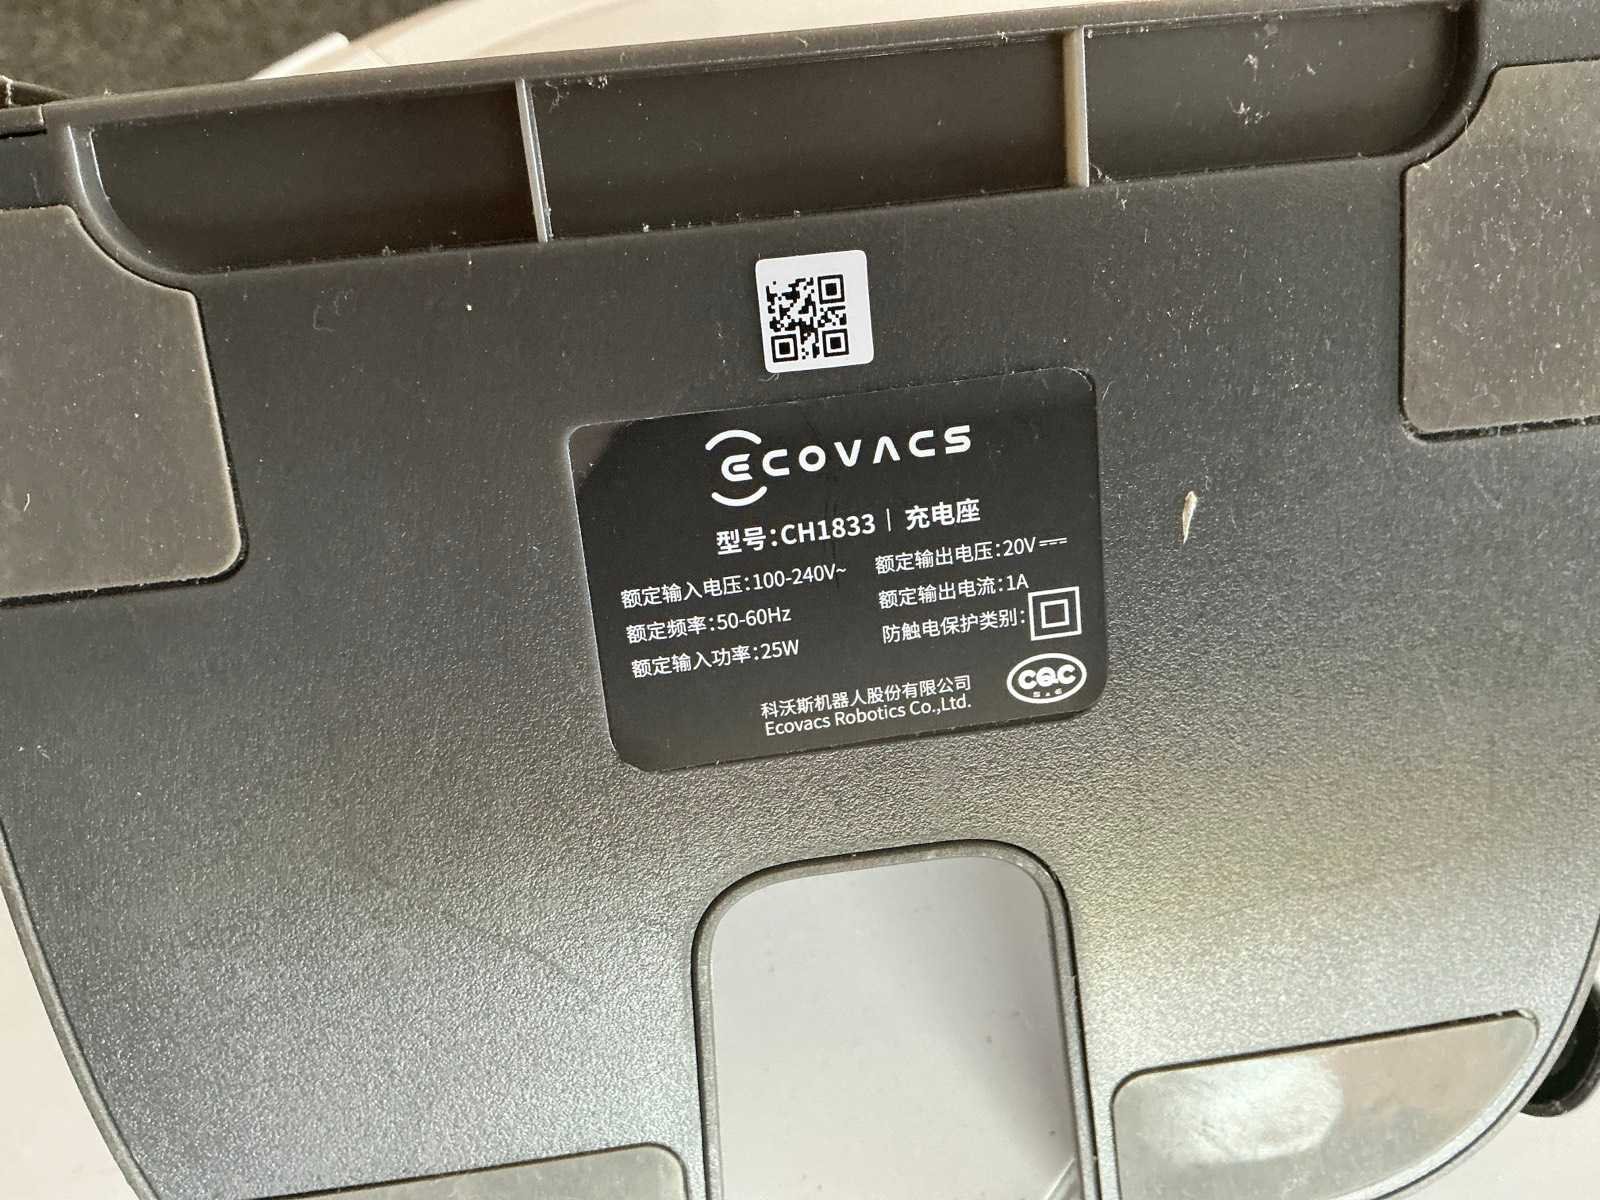 ECOVACS
型号:CH1833 | 充电座
额定输入电压:100-240V~
额定频率:50-60Hz
额定输入功率:25W
额定输出电压:20V⎓
额定输出电流:1A
防触电保护类别:
科沃斯机器人股份有限公司
Ecovacs Robotics Co.,Ltd.
CQC